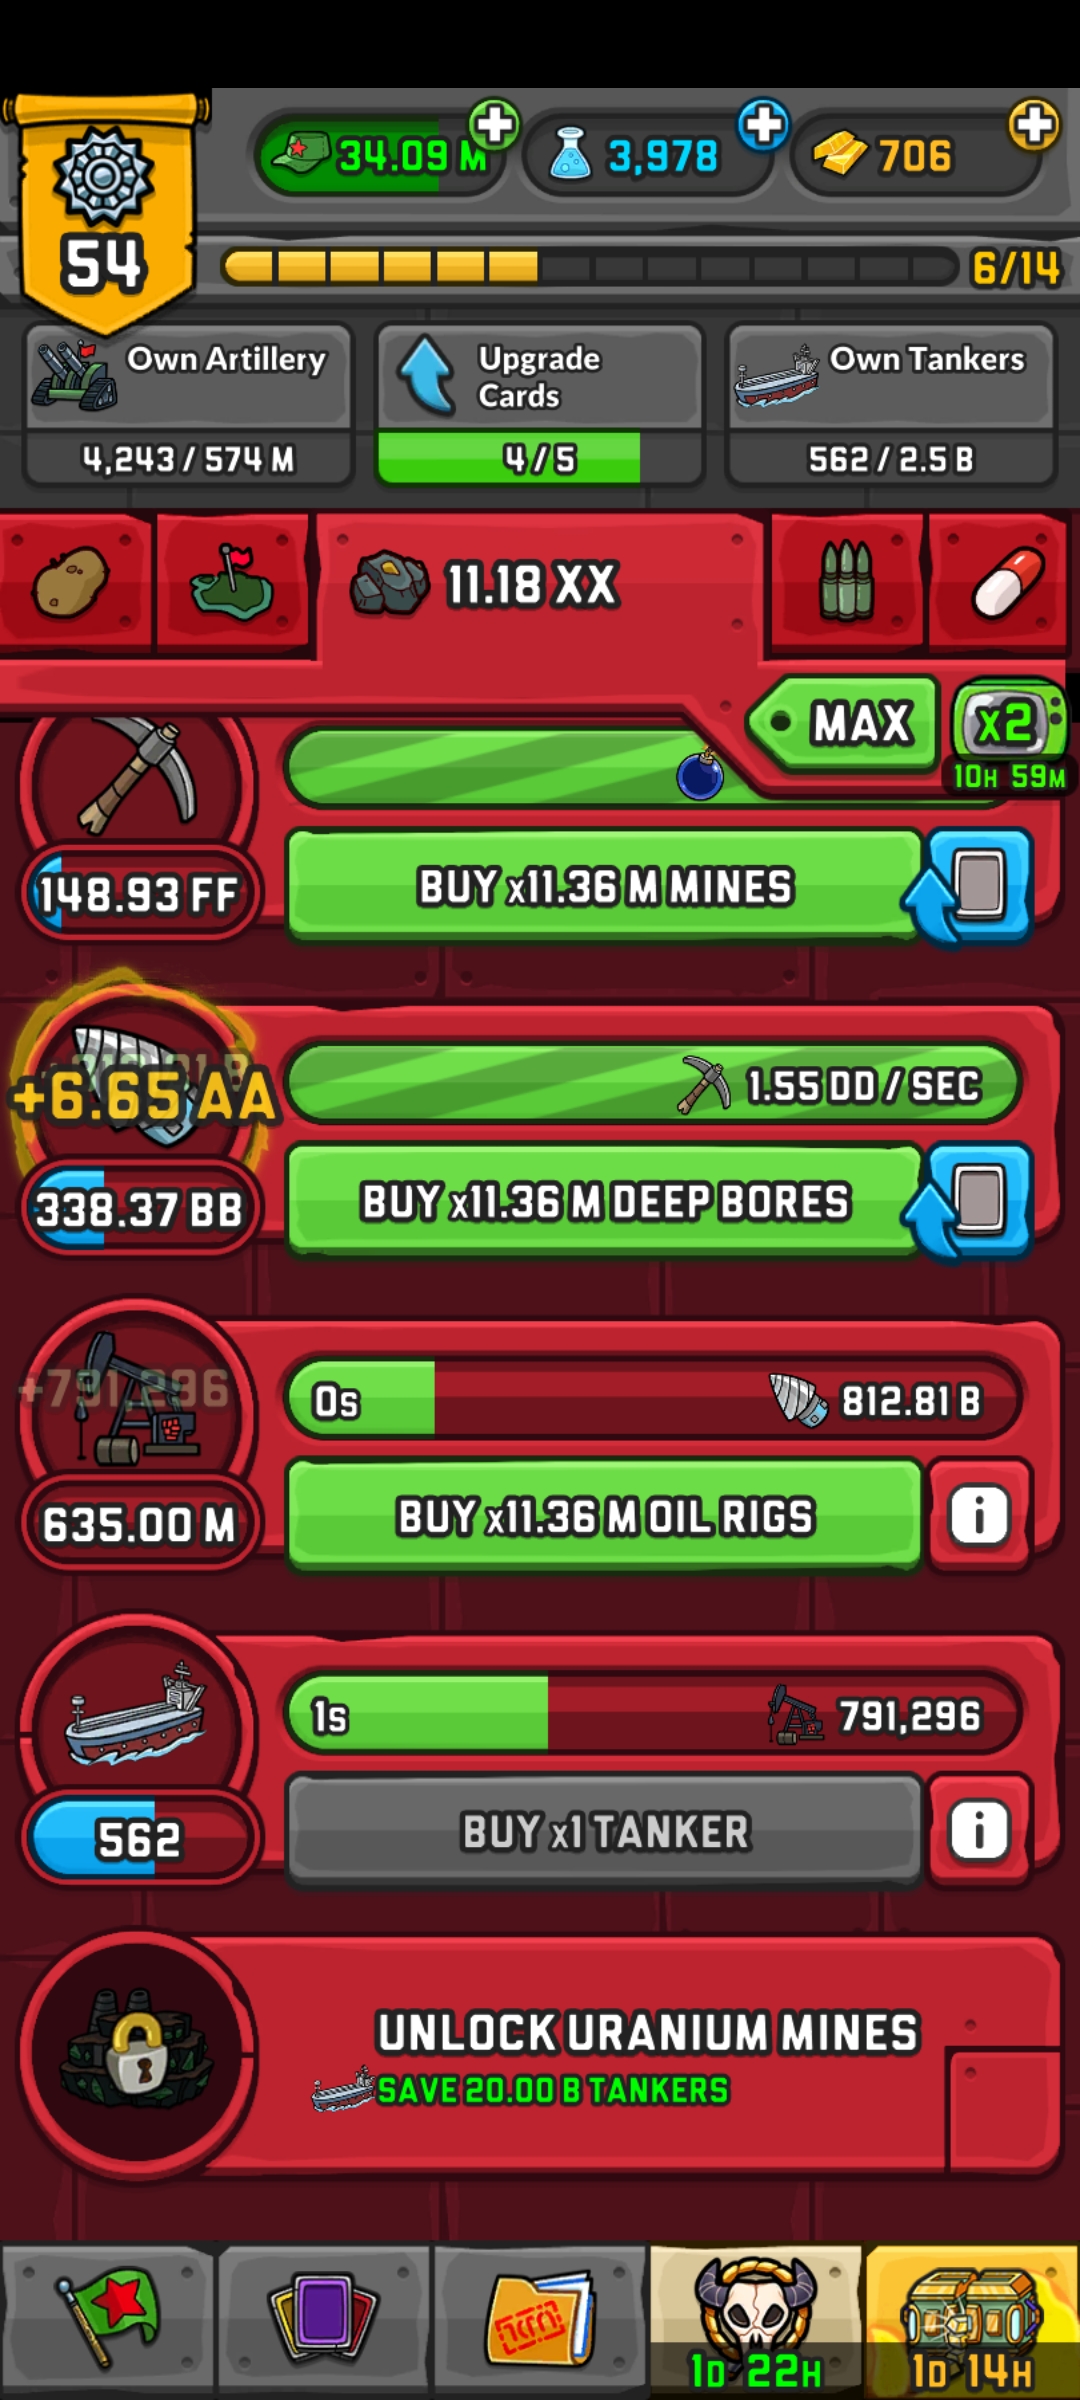 34.09 M
3,978
706
54
6/14
Own Artillery
4,243 / 574 M
Upgrade
Cards
4 / 5
Own Tankers
562 / 2.5 B
11.18 XX
MAX
x2
10H 59M
148.93 FF
BUY x11.36 M MINES
+6.65 AA
1.55 DD / SEC
338.37 BB
BUY x11.36 M DEEP BORES
+791,296
0s
812.81 B
635.00 M
BUY x11.36 M OIL RIGS
i
1s
791,296
562
BUY x1 TANKER
i
UNLOCK URANIUM MINES
SAVE 20.00 B TANKERS
1D 22H
1D 14H